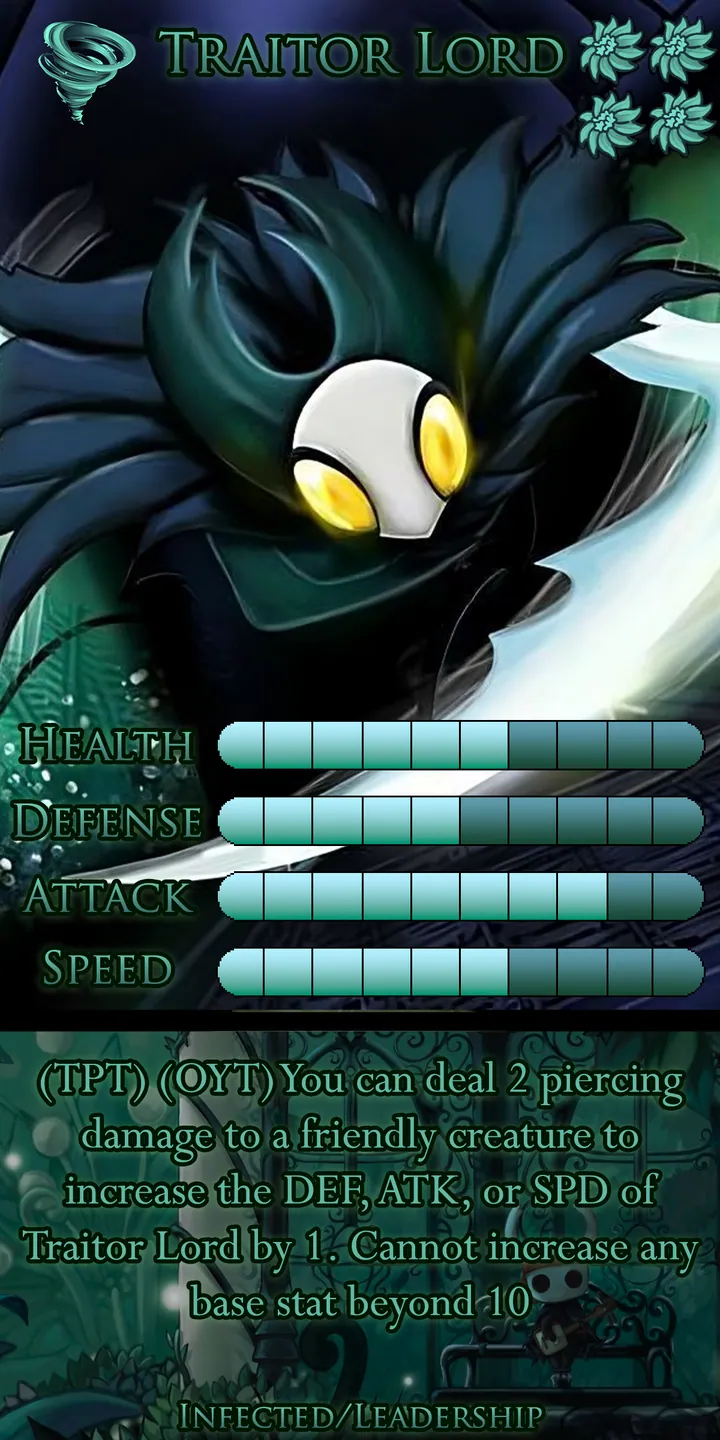 Traitor Lord
Health
Defense
Attack
Speed
(TPT) (OYT) You can deal 2 piercing
damage to a friendly creature to
increase the DEF, ATK, or SPD of
Traitor Lord by 1. Cannot increase any
base stat beyond 10
Infected/Leadership